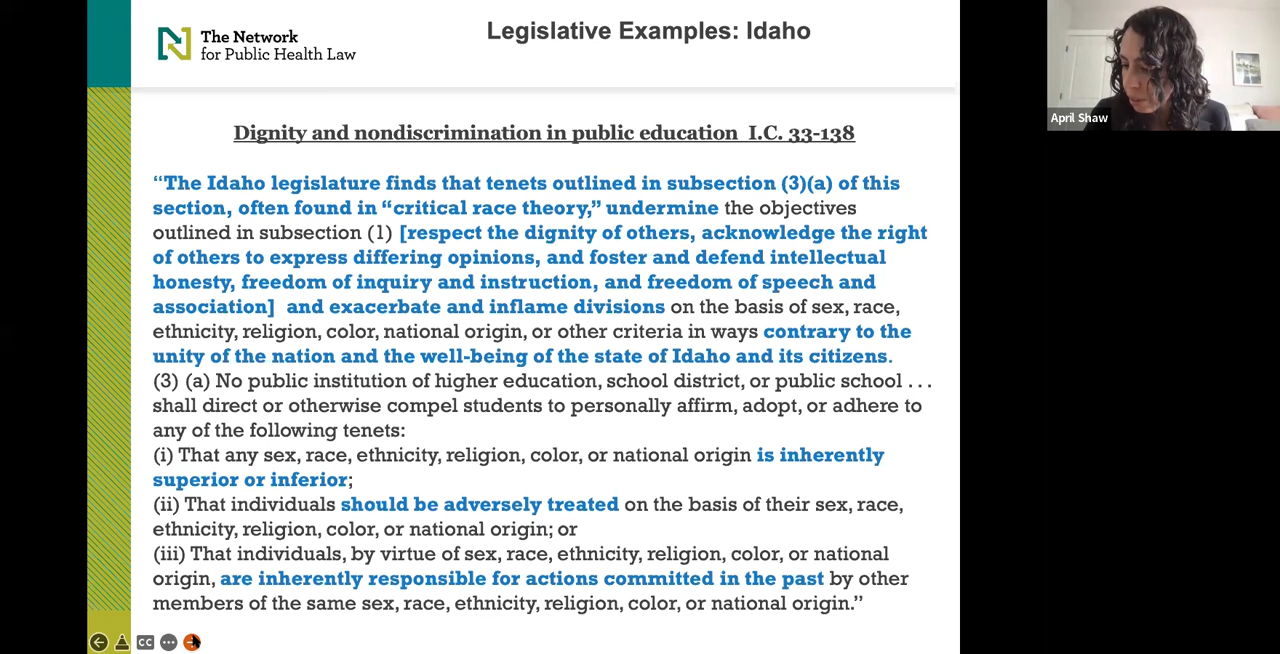 The Network
for Public Health Law
Legislative Examples: Idaho
April Shaw
Dignity and nondiscrimination in public education I.C. 33-138
“The Idaho legislature finds that tenets outlined in subsection (3)(a) of this
section, often found in “critical race theory,” undermine the objectives
outlined in subsection (1) [respect the dignity of others, acknowledge the right
of others to express differing opinions, and foster and defend intellectual
honesty, freedom of inquiry and instruction, and freedom of speech and
association] and exacerbate and inflame divisions on the basis of sex, race,
ethnicity, religion, color, national origin, or other criteria in ways contrary to the
unity of the nation and the well-being of the state of Idaho and its citizens.
(3) (a) No public institution of higher education, school district, or public school . . .
shall direct or otherwise compel students to personally affirm, adopt, or adhere to
any of the following tenets:
(i) That any sex, race, ethnicity, religion, color, or national origin is inherently
superior or inferior;
(ii) That individuals should be adversely treated on the basis of their sex, race,
ethnicity, religion, color, or national origin; or
(iii) That individuals, by virtue of sex, race, ethnicity, religion, color, or national
origin, are inherently responsible for actions committed in the past by other
members of the same sex, race, ethnicity, religion, color, or national origin.”
CC